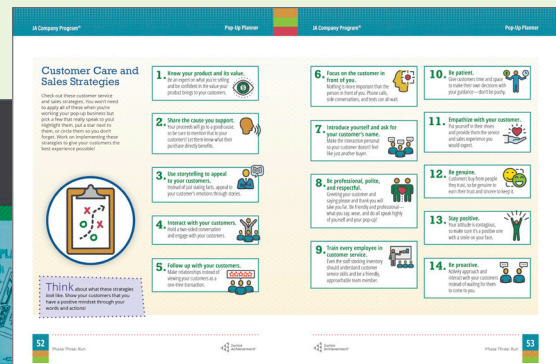 JA Company Program® Pop-Up Planner
Customer Care and
Sales Strategies
Check out these customer service
and sales strategies. You won't need
to apply all of these when you're
working your pop-up business but
pick a few that really speak to you!
Highlight them, put a star next to
them, or circle them so you don't
forget. Work on implementing these
strategies to give your customers the
best experience possible!
Think about what these strategies
look like. Show your customers that you
have a positive mindset through your
words and actions!
1. Know your product and its value.
Be an expert on what you're selling
and be confident in the value your
product brings to your customers.
2. Share the cause you support.
Your proceeds will go to a good cause,
so be sure to mention that to your
customers! Let them know what their
purchase directly benefits.
3. Use storytelling to appeal
to your customers.
Instead of just stating facts, appeal to
your customer's emotions through stories.
4. Interact with your customers.
Hold a two-sided conversation
and engage with your customers.
5. Follow up with your customers.
Make relationships instead of
viewing your customers as a
one-time transaction.
52 Phase Three: Run
Junior
Achievement®
JA Company Program® Pop-Up Planner
6. Focus on the customer in
front of you.
Nothing is more important than the
person in front of you. Phone calls,
side conversations, and texts can all wait.
7. Introduce yourself and ask for
your customer's name.
Make the interaction personal
so your customer doesn't feel
like just another buyer.
8. Be professional, polite,
and respectful.
Greeting your customer and
saying please and thank you will
take you far. Be friendly and professional—
what you say, wear, and do all speak highly
of yourself and your pop-up!
9. Train every employee in
customer service.
Even the staff stocking inventory
should understand customer
service skills and be a friendly,
approachable team member.
10. Be patient.
Give customers time and space
to make their own decisions with
your guidance—don't be pushy.
11. Empathize with your customer.
Put yourself in their shoes
and provide them the service
and sales experience you
would expect.
12. Be genuine.
Customers buy from people
they trust, so be genuine to
earn their trust and sincere to keep it.
13. Stay positive.
Your attitude is contagious,
so make sure it's a positive one
with a smile on your face.
14. Be proactive.
Actively approach and
interact with your customers
instead of waiting for them
to come to you.
Junior
Achievement®
Phase Three: Run 53